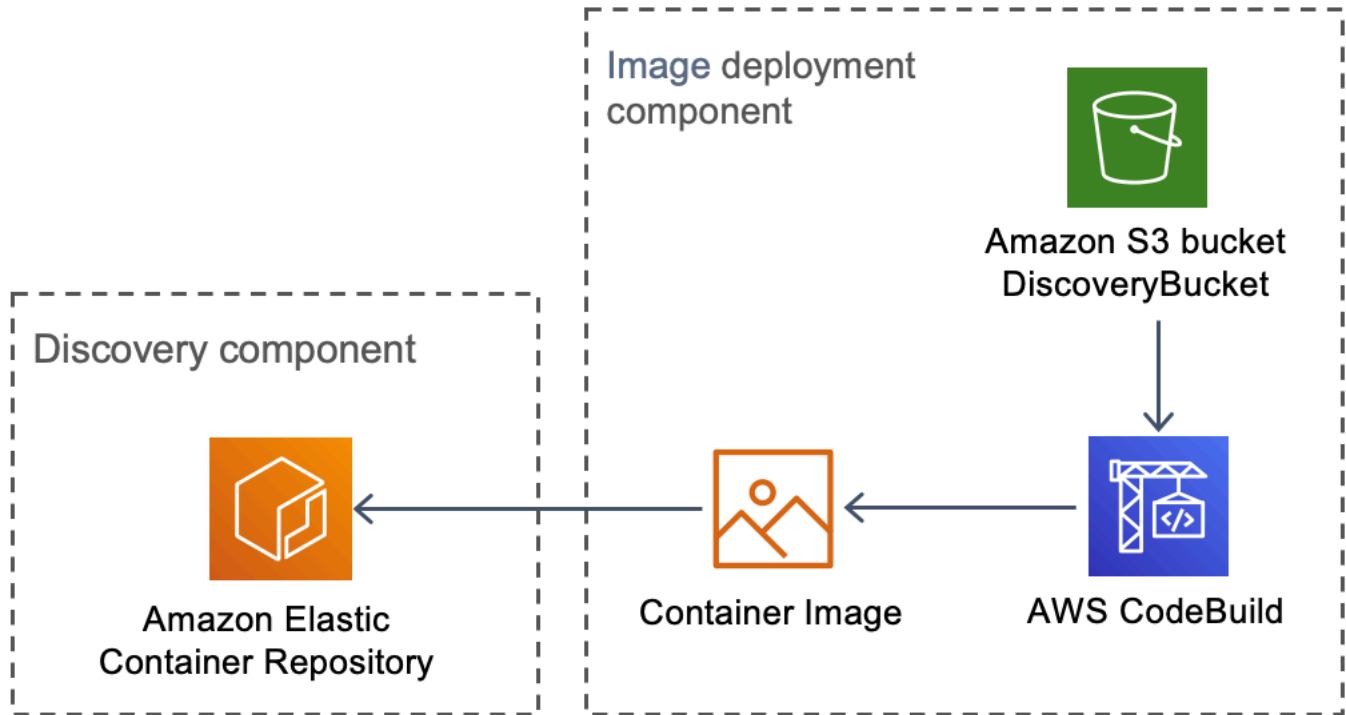 Image deployment
component
Amazon S3 bucket
DiscoveryBucket
Discovery component
Amazon Elastic
Container Repository
Container Image
AWS CodeBuild
</>